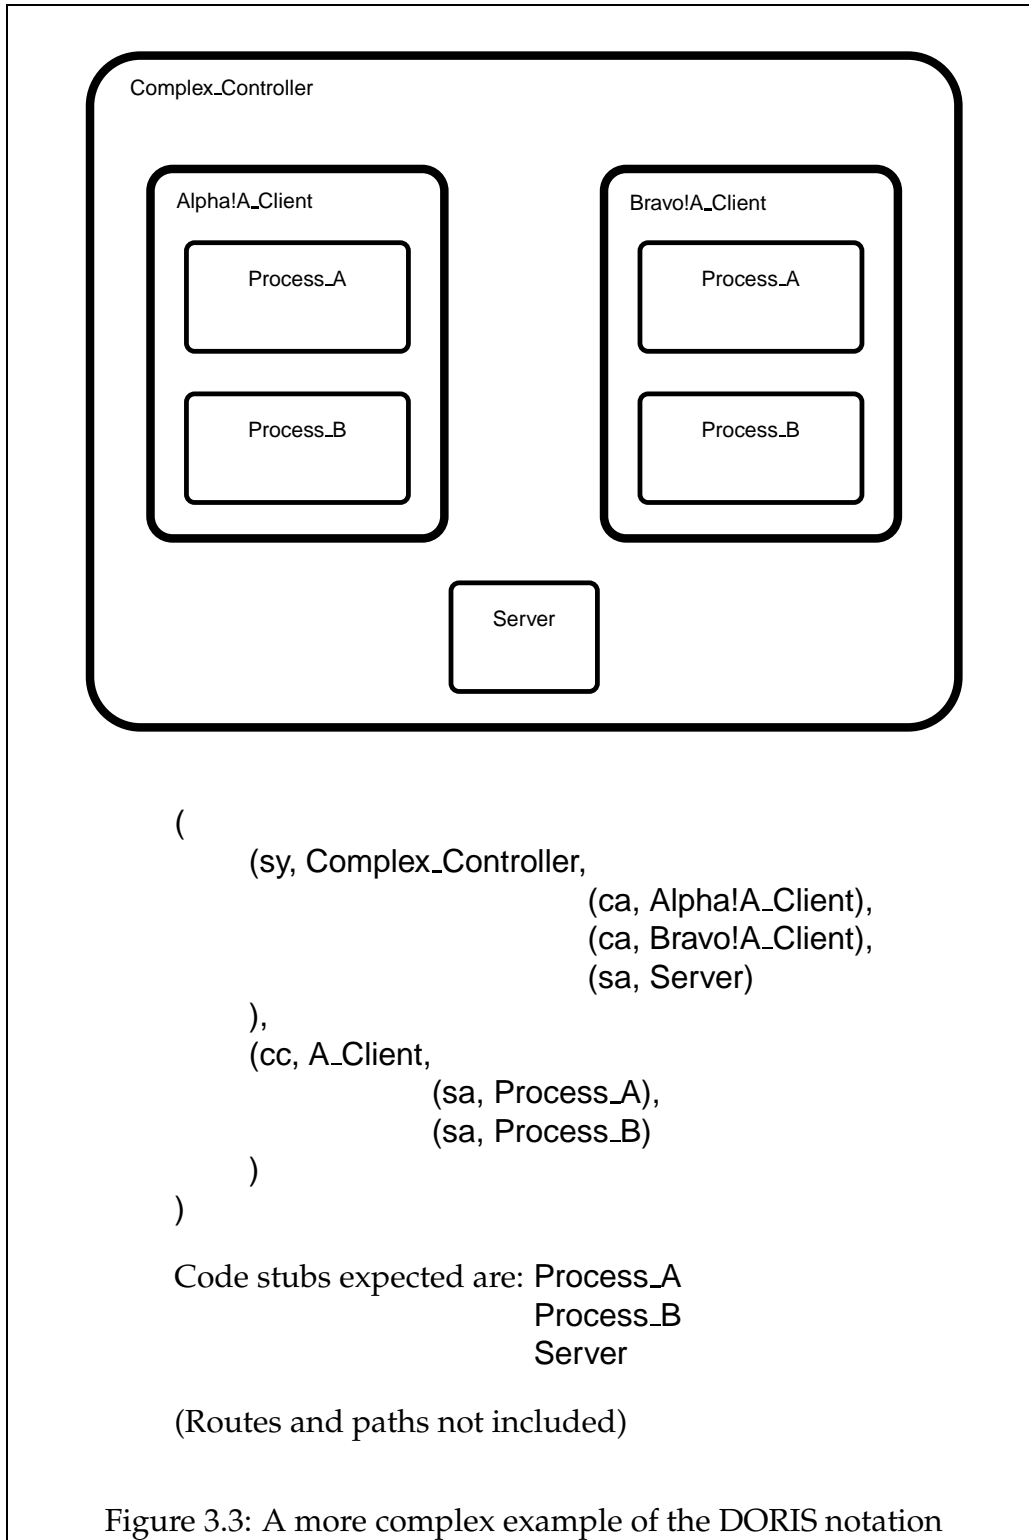 Complex_Controller
Alpha!A_Client
Process_A
Process_B
Bravo!A_Client
Process_A
Process_B
Server
(
(sy, Complex_Controller,
(ca, Alpha!A_Client),
(ca, Bravo!A_Client),
(sa, Server)
),
(cc, A_Client,
(sa, Process_A),
(sa, Process_B)
)
)
Code stubs expected are: Process_A
Process_B
Server
(Routes and paths not included)
Figure 3.3: A more complex example of the DORIS notation